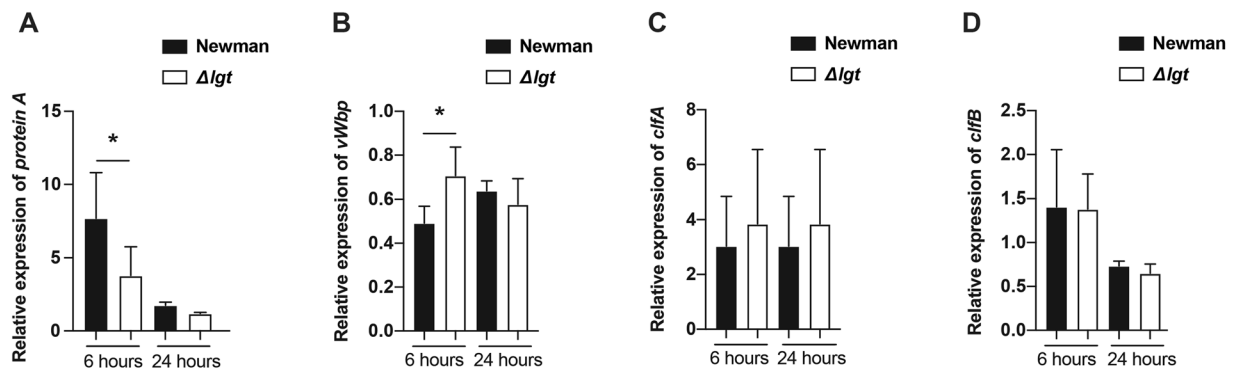 A
Newman
Δlgt
Relative expression of protein A
15
10
5
0
*
6 hours 24 hours
B
Newman
Δlgt
Relative expression of vWbp
1.0
0.8
0.6
0.4
0.2
0.0
*
6 hours 24 hours
C
Newman
Δlgt
Relative expression of clfA
8
6
4
2
0
6 hours 24 hours
D
Newman
Δlgt
Relative expression of clfB
2.5
2.0
1.5
1.0
0.5
0.0
6 hours 24 hours